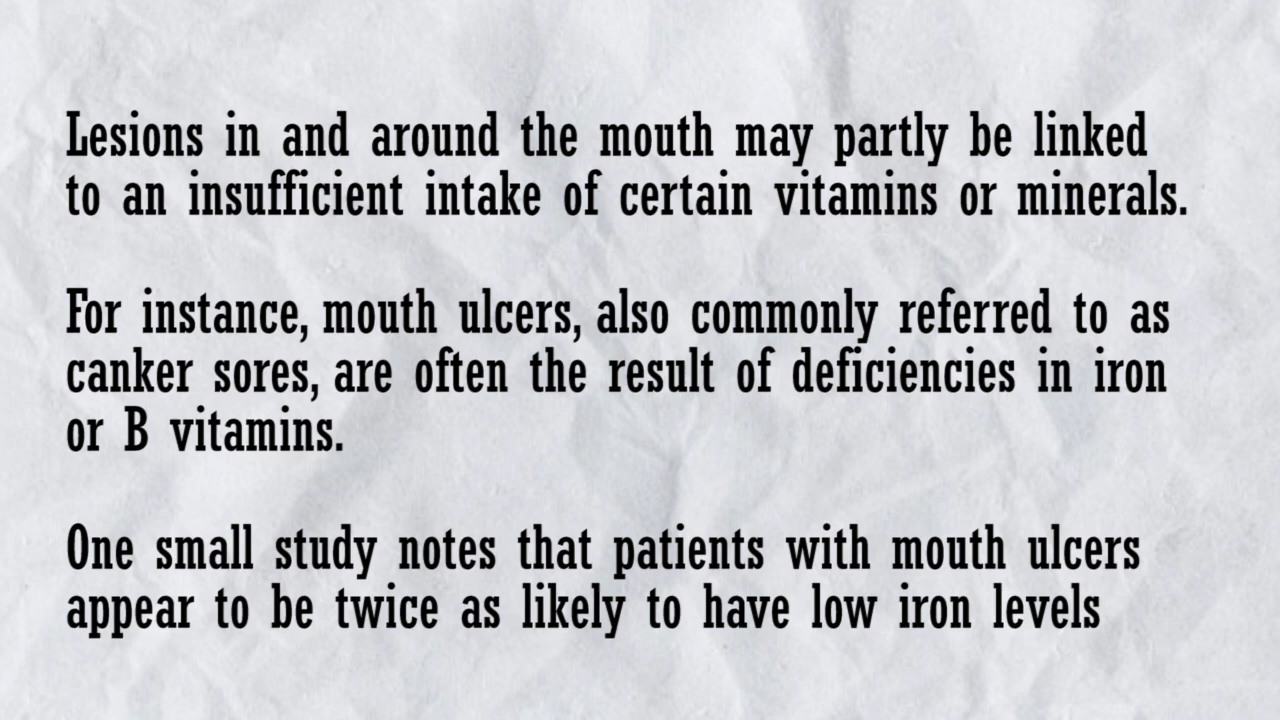 Lesions in and around the mouth may partly be linked
to an insufficient intake of certain vitamins or minerals.
For instance, mouth ulcers, also commonly referred to as
canker sores, are often the result of deficiencies in iron
or B vitamins.
One small study notes that patients with mouth ulcers
appear to be twice as likely to have low iron levels